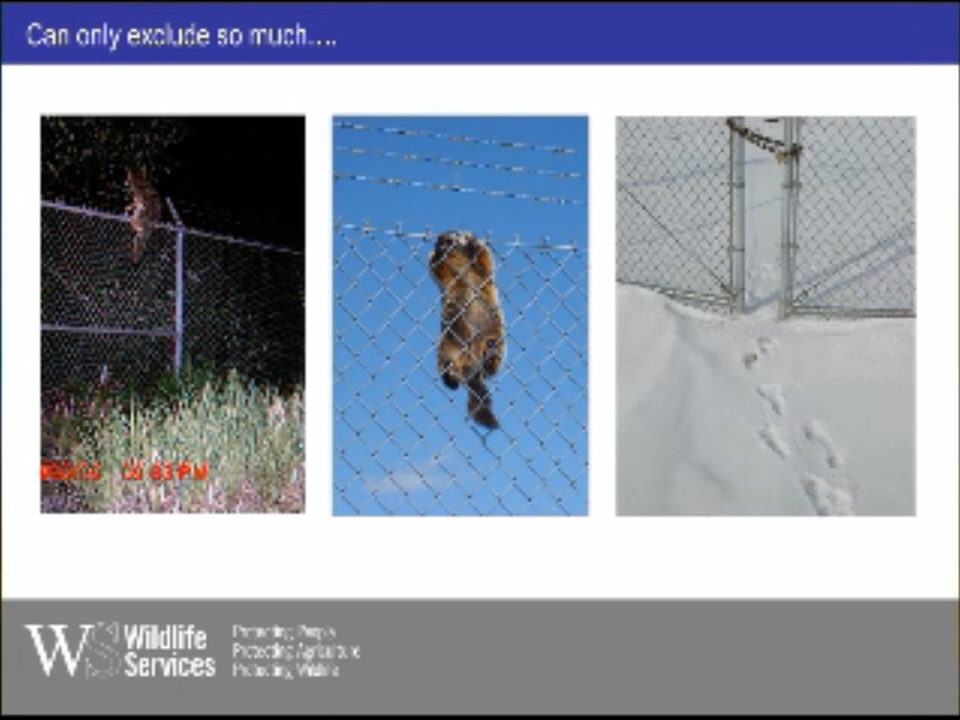 Can only exclude so much....
WS Wildlife
Services
Protecting People
Protecting Agriculture
Protecting Wildlife